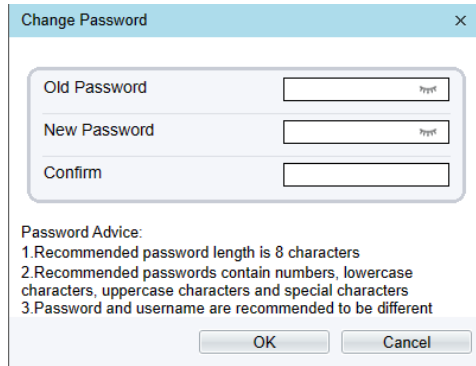 Change Password
Old Password
New Password
Confirm
Password Advice:
1.Recommended password length is 8 characters
2.Recommended passwords contain numbers, lowercase
characters, uppercase characters and special characters
3.Password and username are recommended to be different
OK Cancel